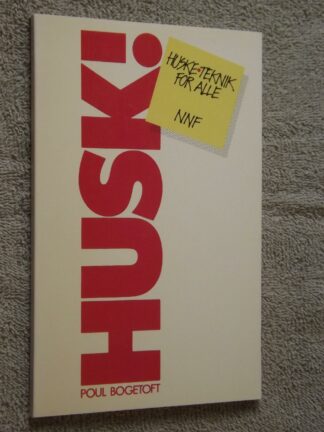 HUSK!
HUSKE-TEKNIK
FOR ALLE
NNF
POUL BOGETOFT